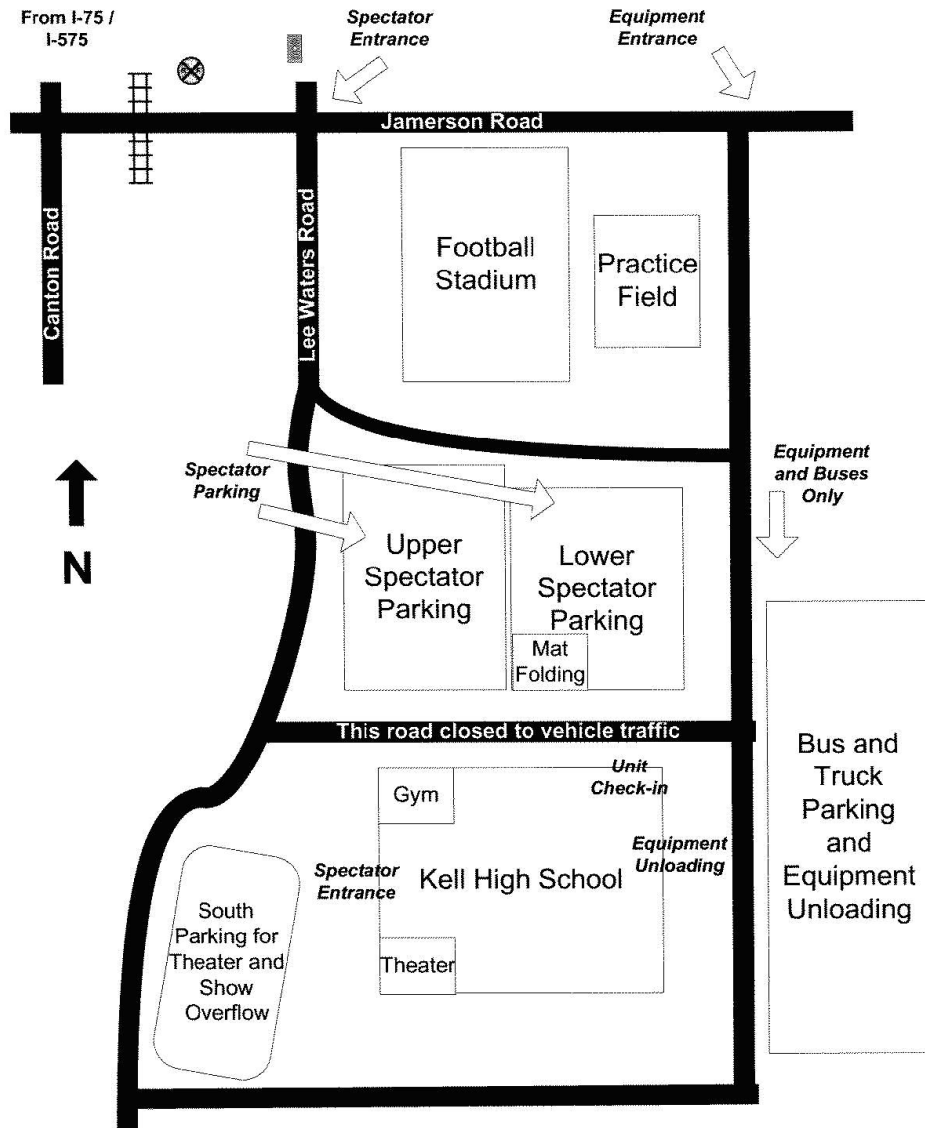 From I-75 /
I-575
Spectator
Entrance
Equipment
Entrance
Jamerson Road
Canton Road
Lee Waters Road
Football
Stadium
Practice
Field
Spectator
Parking
Equipment
and Buses
Only
N
Upper
Spectator
Parking
Lower
Spectator
Parking
Mat
Folding
This road closed to vehicle traffic
Unit
Check-in
Gym
Equipment
Unloading
Spectator
Entrance
Kell High School
Bus and
Truck
Parking
and
Equipment
Unloading
South
Parking for
Theater and
Show
Overflow
Theater